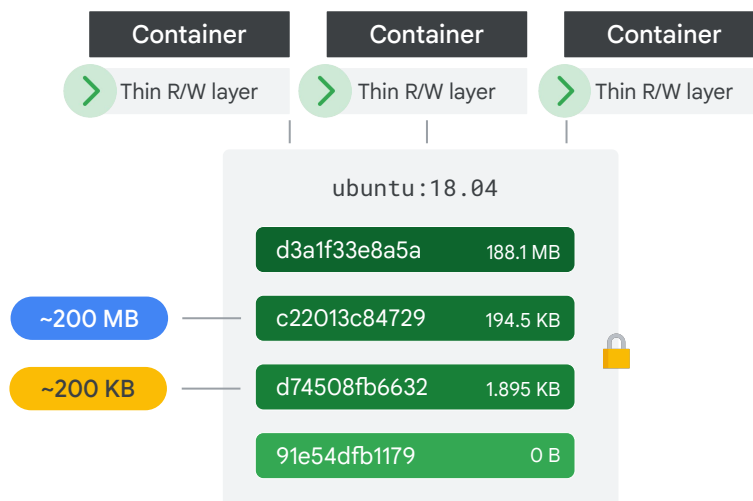 Container
Container
Container
Thin R/W layer
Thin R/W layer
Thin R/W layer
ubuntu:18.04
d3a1f33e8a5a 188.1 MB
~200 MB
c22013c84729 194.5 KB
~200 KB
d74508fb6632 1.895 KB
91e54dfb1179 0 B